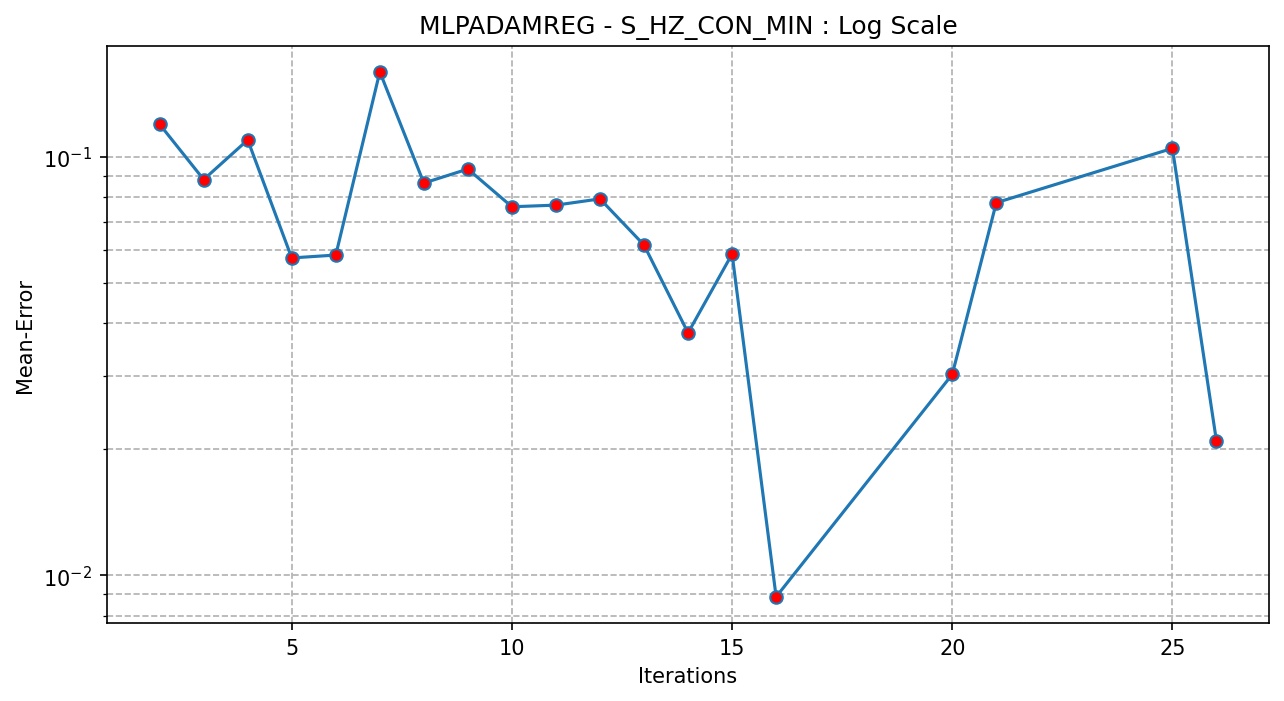 MLPADAMREG - S_HZ_CON_MIN : Log Scale
Mean-Error
10⁻¹
10⁻²
5 10 15 20 25
Iterations